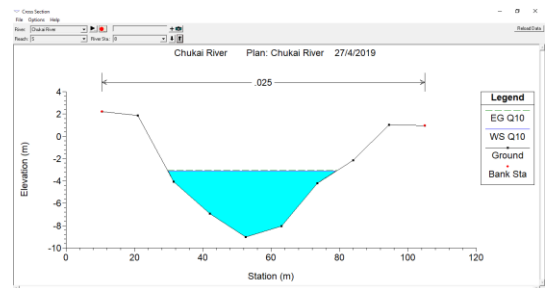 Cross Section
File Options Help
River: Chukai River
Reach: River Sta.: 0
Reload Data
Chukai River Plan: Chukai River 27/4/2019
.025
4
2
0
-2
-4
-6
-8
-10
Elevation (m)
0 20 40 60 80 100 120
Station (m)
Legend
EG Q10
WS Q10
Ground
Bank Sta